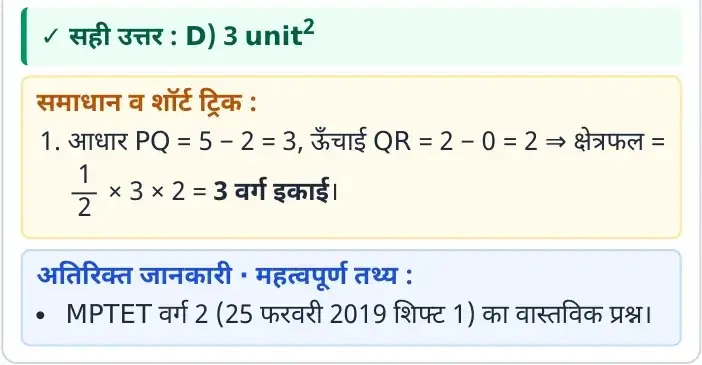 ✓ सही उत्तर : D) 3 unit²
समाधान व शॉर्ट ट्रिक :
1. आधार PQ = 5 − 2 = 3, ऊँचाई QR = 2 − 0 = 2 ⇒ क्षेत्रफल =
1/2 × 3 × 2 = 3 वर्ग इकाई।
अतिरिक्त जानकारी · महत्वपूर्ण तथ्य :
• MPTET वर्ग 2 (25 फरवरी 2019 शिफ्ट 1) का वास्तविक प्रश्न।